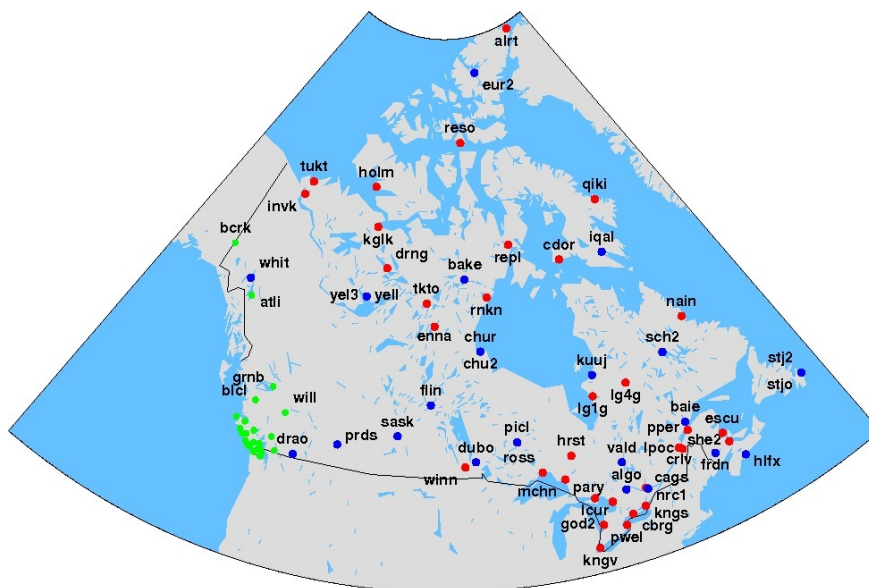 alrt
eur2
reso
tukt
holm
qiki
invk
bcrk
kglk
iqal
repl
cdor
drng
bake
whit
yel3 yell
tkto
rnkn
atli
nain
enna
chur
sch2
chu2
kuuj
stj2
stjo
grnb
blcl
flin
lg4g
lg1g
will
baie
escu
pper
she2
sask
picl
drao
prds
hrst
dubo
ross
vald
lpoc
crlv
frdn
hlfx
winn
mchn
algo
cags
parv
nrc1
lcur
kngs
god2
cbrg
pwel
kngv